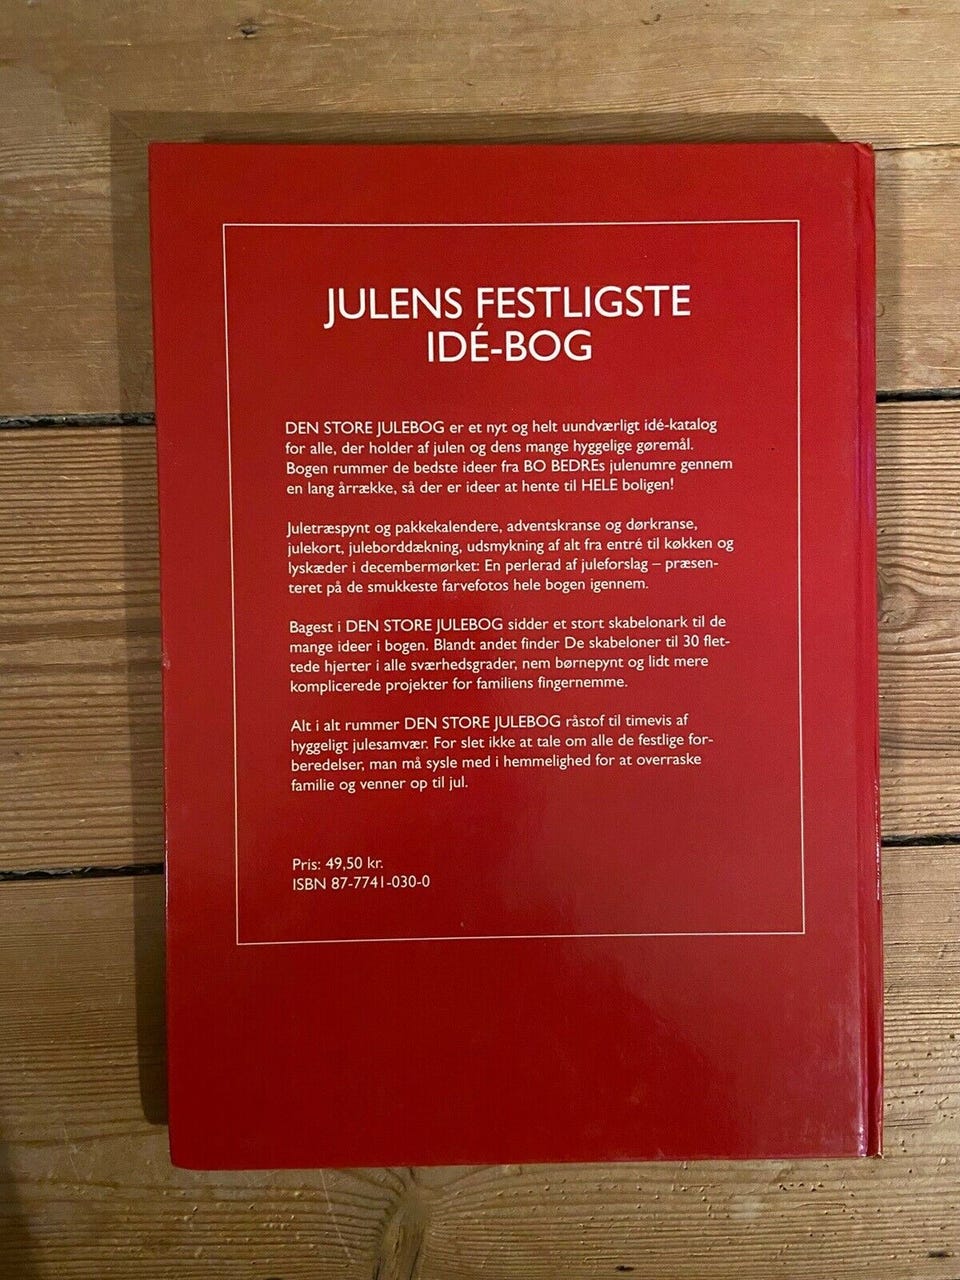 JULENS FESTLIGSTE
IDÉ-BOG
DEN STORE JULEBOG er et nyt og helt uundværligt idé-katalog
for alle, der holder af julen og dens mange hyggelige gøremål.
Bogen rummer de bedste ideer fra BO BEDREs julenumre gennem
en lang årrække, så der er ideer at hente til HELE boligen!
Juletræspynt og pakkekalendere, adventskranse og dørkranse,
julekort, juleborddækning, udsmykning af alt fra entré til køkken og
lyskæder i decembermørket: En perlerad af juleforslag – præsen-
teret på de smukkeste farvefotos hele bogen igennem.
Bagest i DEN STORE JULEBOG sidder et stort skabelonark til de
mange ideer i bogen. Blandt andet finder De skabeloner til 30 flet-
tede hjerter i alle sværhedsgrader, nem børnepynt og lidt mere
komplicerede projekter for familiens fingernemme.
Alt i alt rummer DEN STORE JULEBOG råstof til timevis af
hyggeligt julesamvær. For slet ikke at tale om alle de festlige for-
beredelser, man må sysle med i hemmelighed for at overraske
familie og venner op til jul.
Pris: 49,50 kr.
ISBN 87-7741-030-0